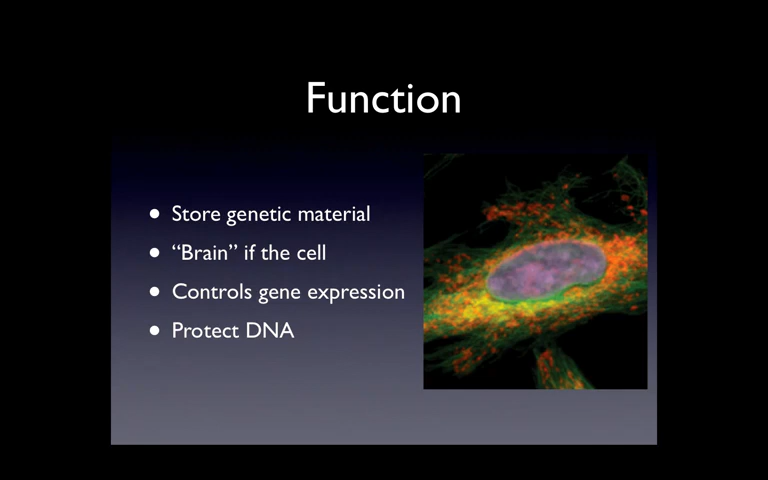 Function
• Store genetic material
• “Brain” if the cell
• Controls gene expression
• Protect DNA